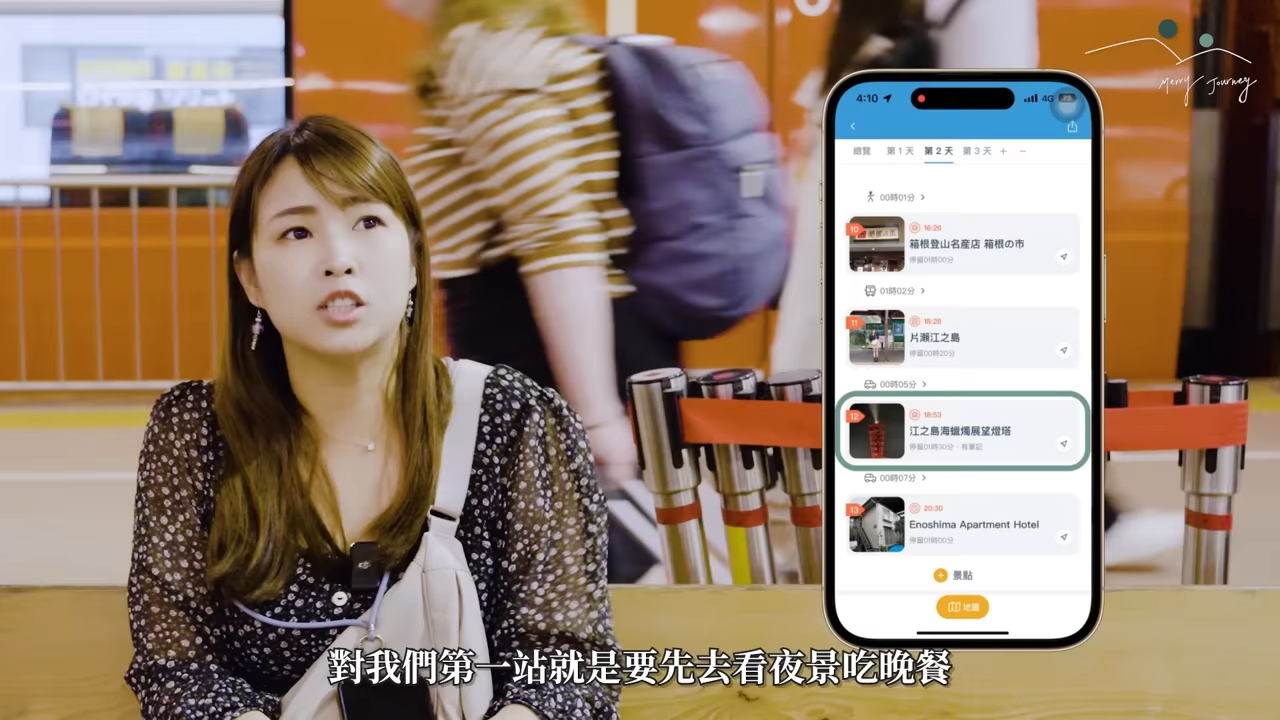 Merry Journey
4:10
4G
總覽 第1天 第2天 第3天 + −
00時01分
10
16:26
箱根登山名産店 箱根の市
停留01時00分
01時02分
11
18:28
片瀨江之島
停留00時20分
00時05分
12
18:53
江之島海蠟燭展望燈塔
停留01時30分・有筆記
00時07分
13
20:30
Enoshima Apartment Hotel
停留01時00分
景點
地圖
對我們第一站就是要先去看夜景吃晚餐